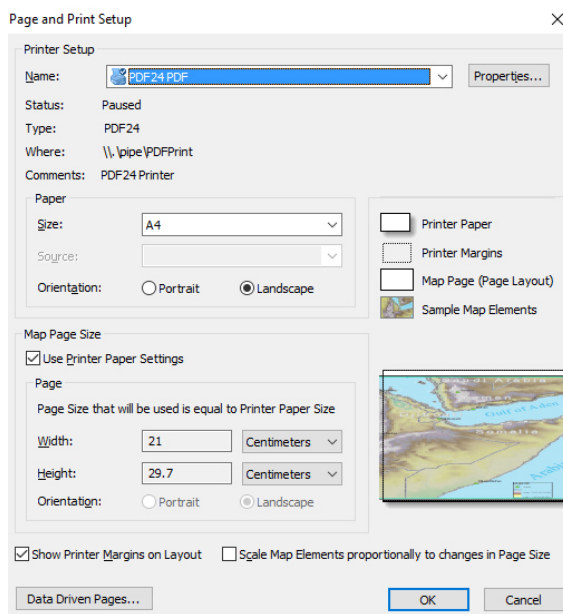 Page and Print Setup
Printer Setup
Name: PDF24 PDF Properties...
Status: Paused
Type: PDF24
Where: \\.\pipe\PDFPrint
Comments: PDF24 Printer
Paper
Size: A4
Source:
Orientation: Portrait Landscape
Printer Paper
Printer Margins
Map Page (Page Layout)
Sample Map Elements
Map Page Size
Use Printer Paper Settings
Page
Page Size that will be used is equal to Printer Paper Size
Width: 21 Centimeters
Height: 29.7 Centimeters
Orientation: Portrait Landscape
Saudi Arabia
Yemen
Gulf of Aden
Somalia
Show Printer Margins on Layout Scale Map Elements proportionally to changes in Page Size
Data Driven Pages... OK Cancel